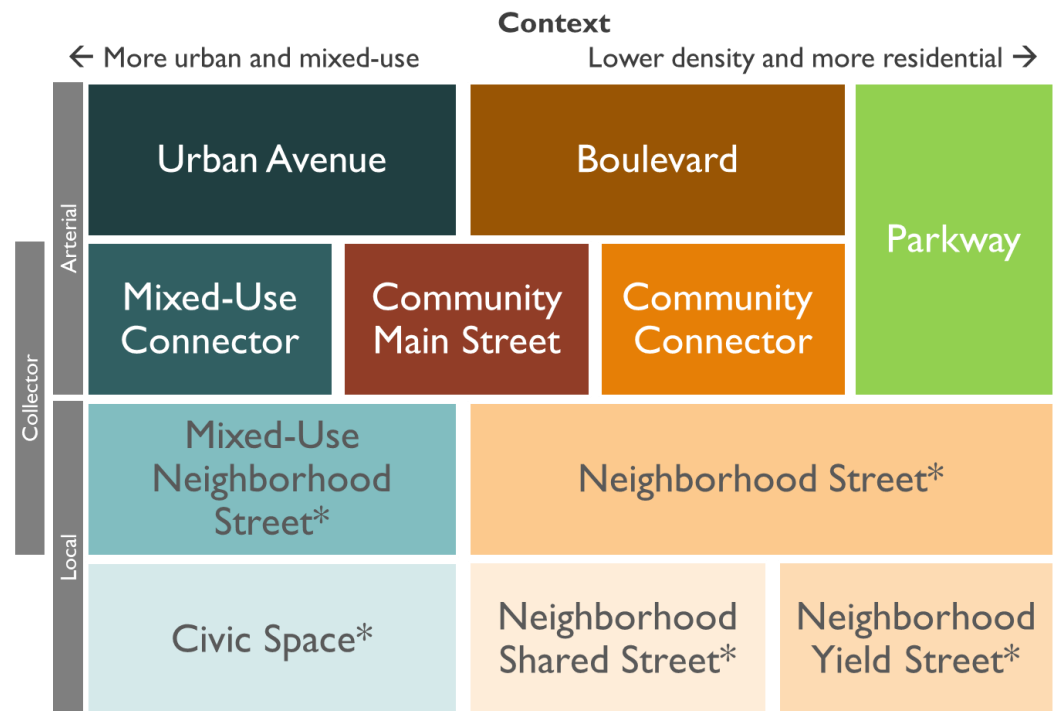 Context
← More urban and mixed-use
Lower density and more residential →
Arterial
Urban Avenue
Boulevard
Parkway
Collector
Mixed-Use
Connector
Community
Main Street
Community
Connector
Local
Mixed-Use
Neighborhood
Street*
Neighborhood Street*
Civic Space*
Neighborhood
Shared Street*
Neighborhood
Yield Street*